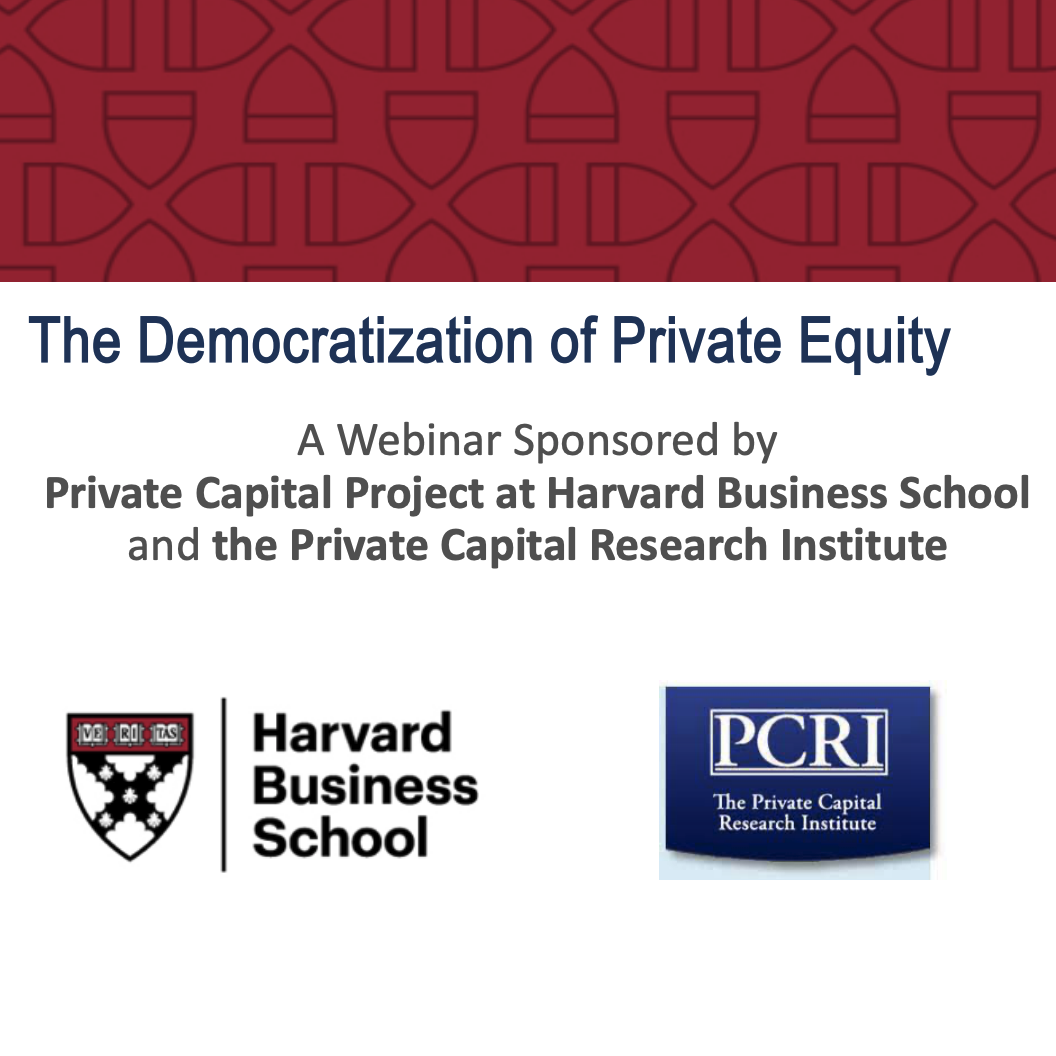 The Democratization of Private Equity
A Webinar Sponsored by
Private Capital Project at Harvard Business School
and the Private Capital Research Institute
VE RI TAS
Harvard
Business
School
PCRI
The Private Capital
Research Institute